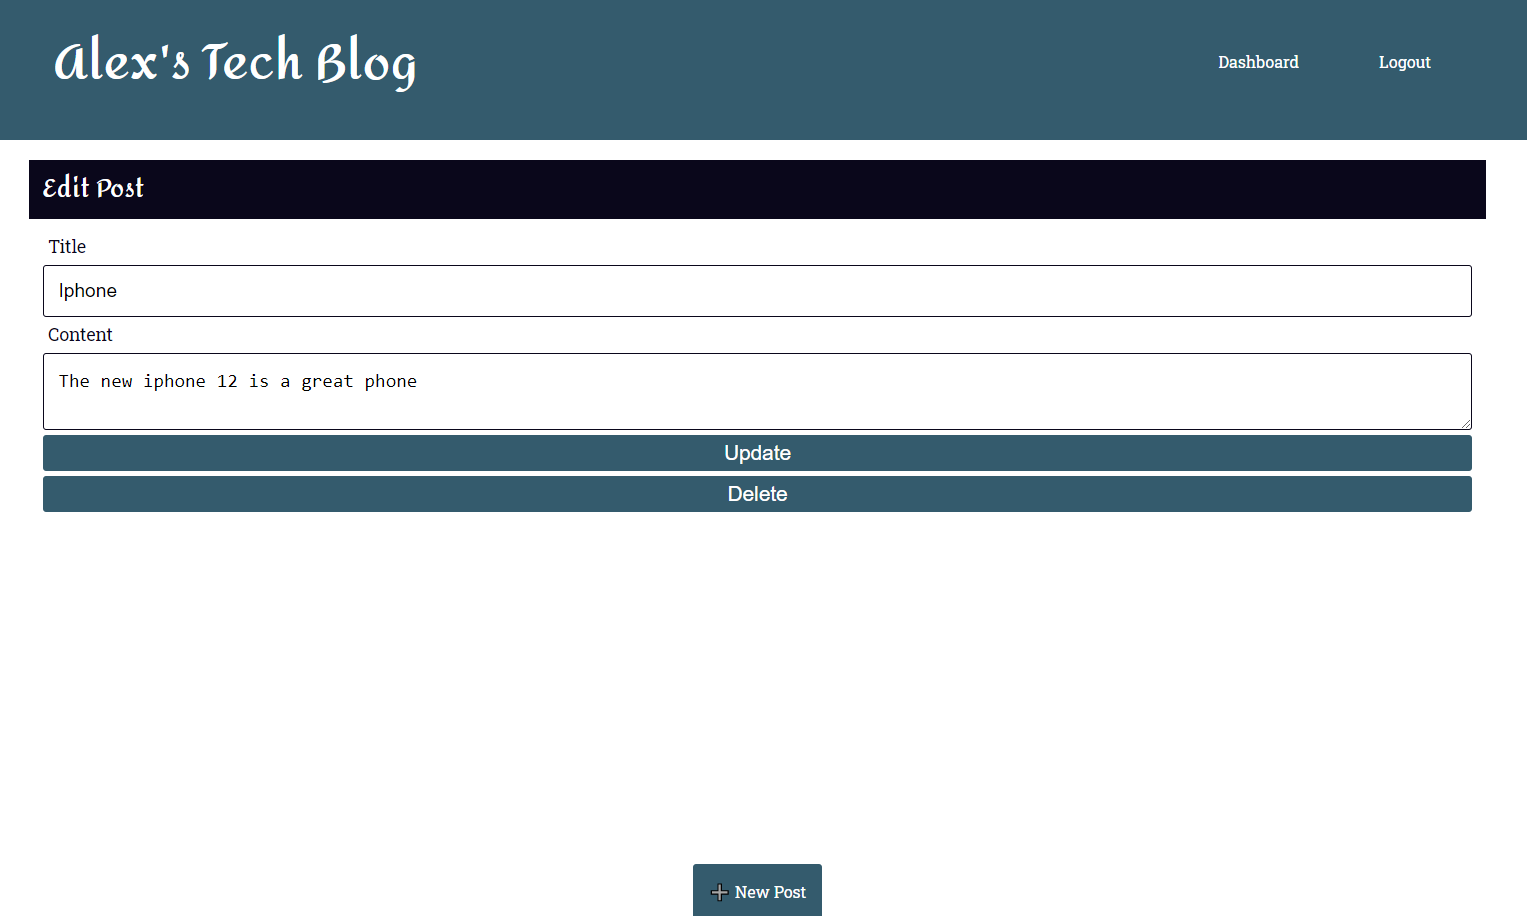 Alex's Tech Blog
Dashboard
Logout
Edit Post
Title
Iphone
Content
The new iphone 12 is a great phone
Update
Delete
New Post